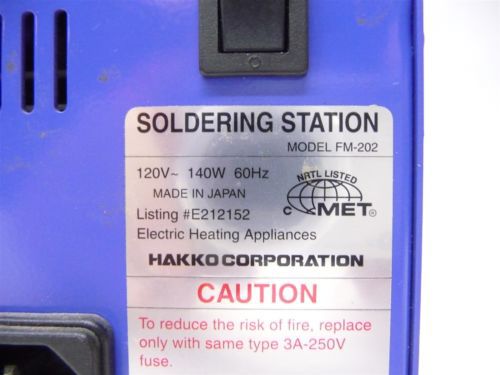 SOLDERING STATION
MODEL FM-202
120V~ 140W 60Hz
MADE IN JAPAN
Listing #E212152
Electric Heating Appliances
NRTL LISTED
C MET®
HAKKO CORPORATION
CAUTION
To reduce the risk of fire, replace
only with same type 3A-250V
fuse.